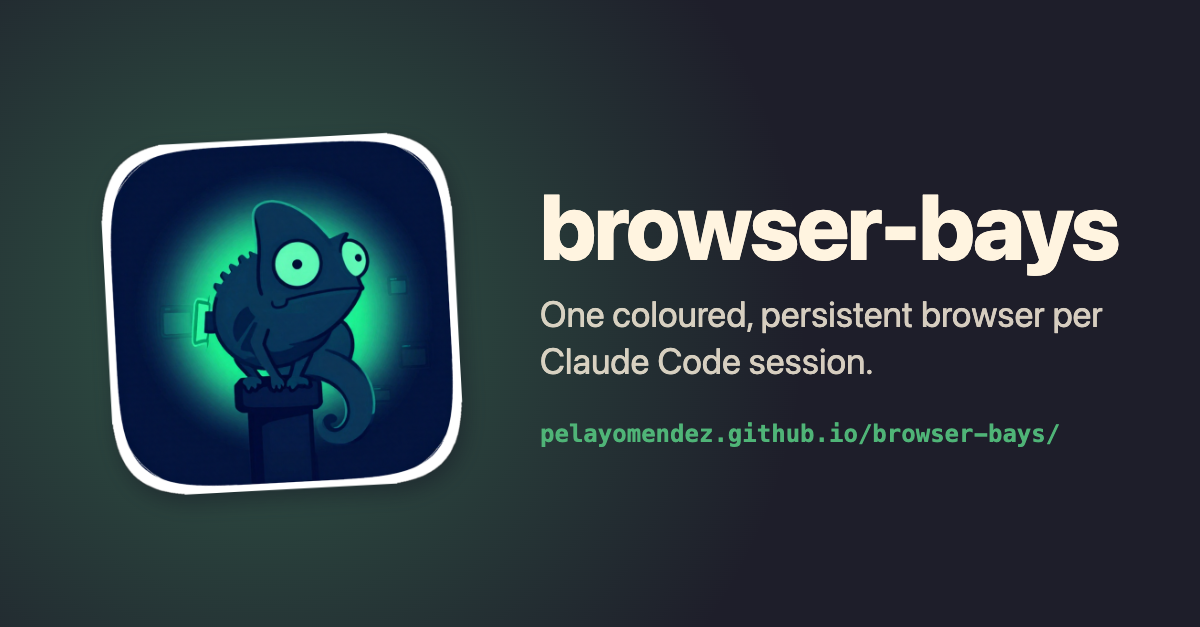 browser-bays
One coloured, persistent browser per
Claude Code session.
pelayomendez.github.io/browser-bays/